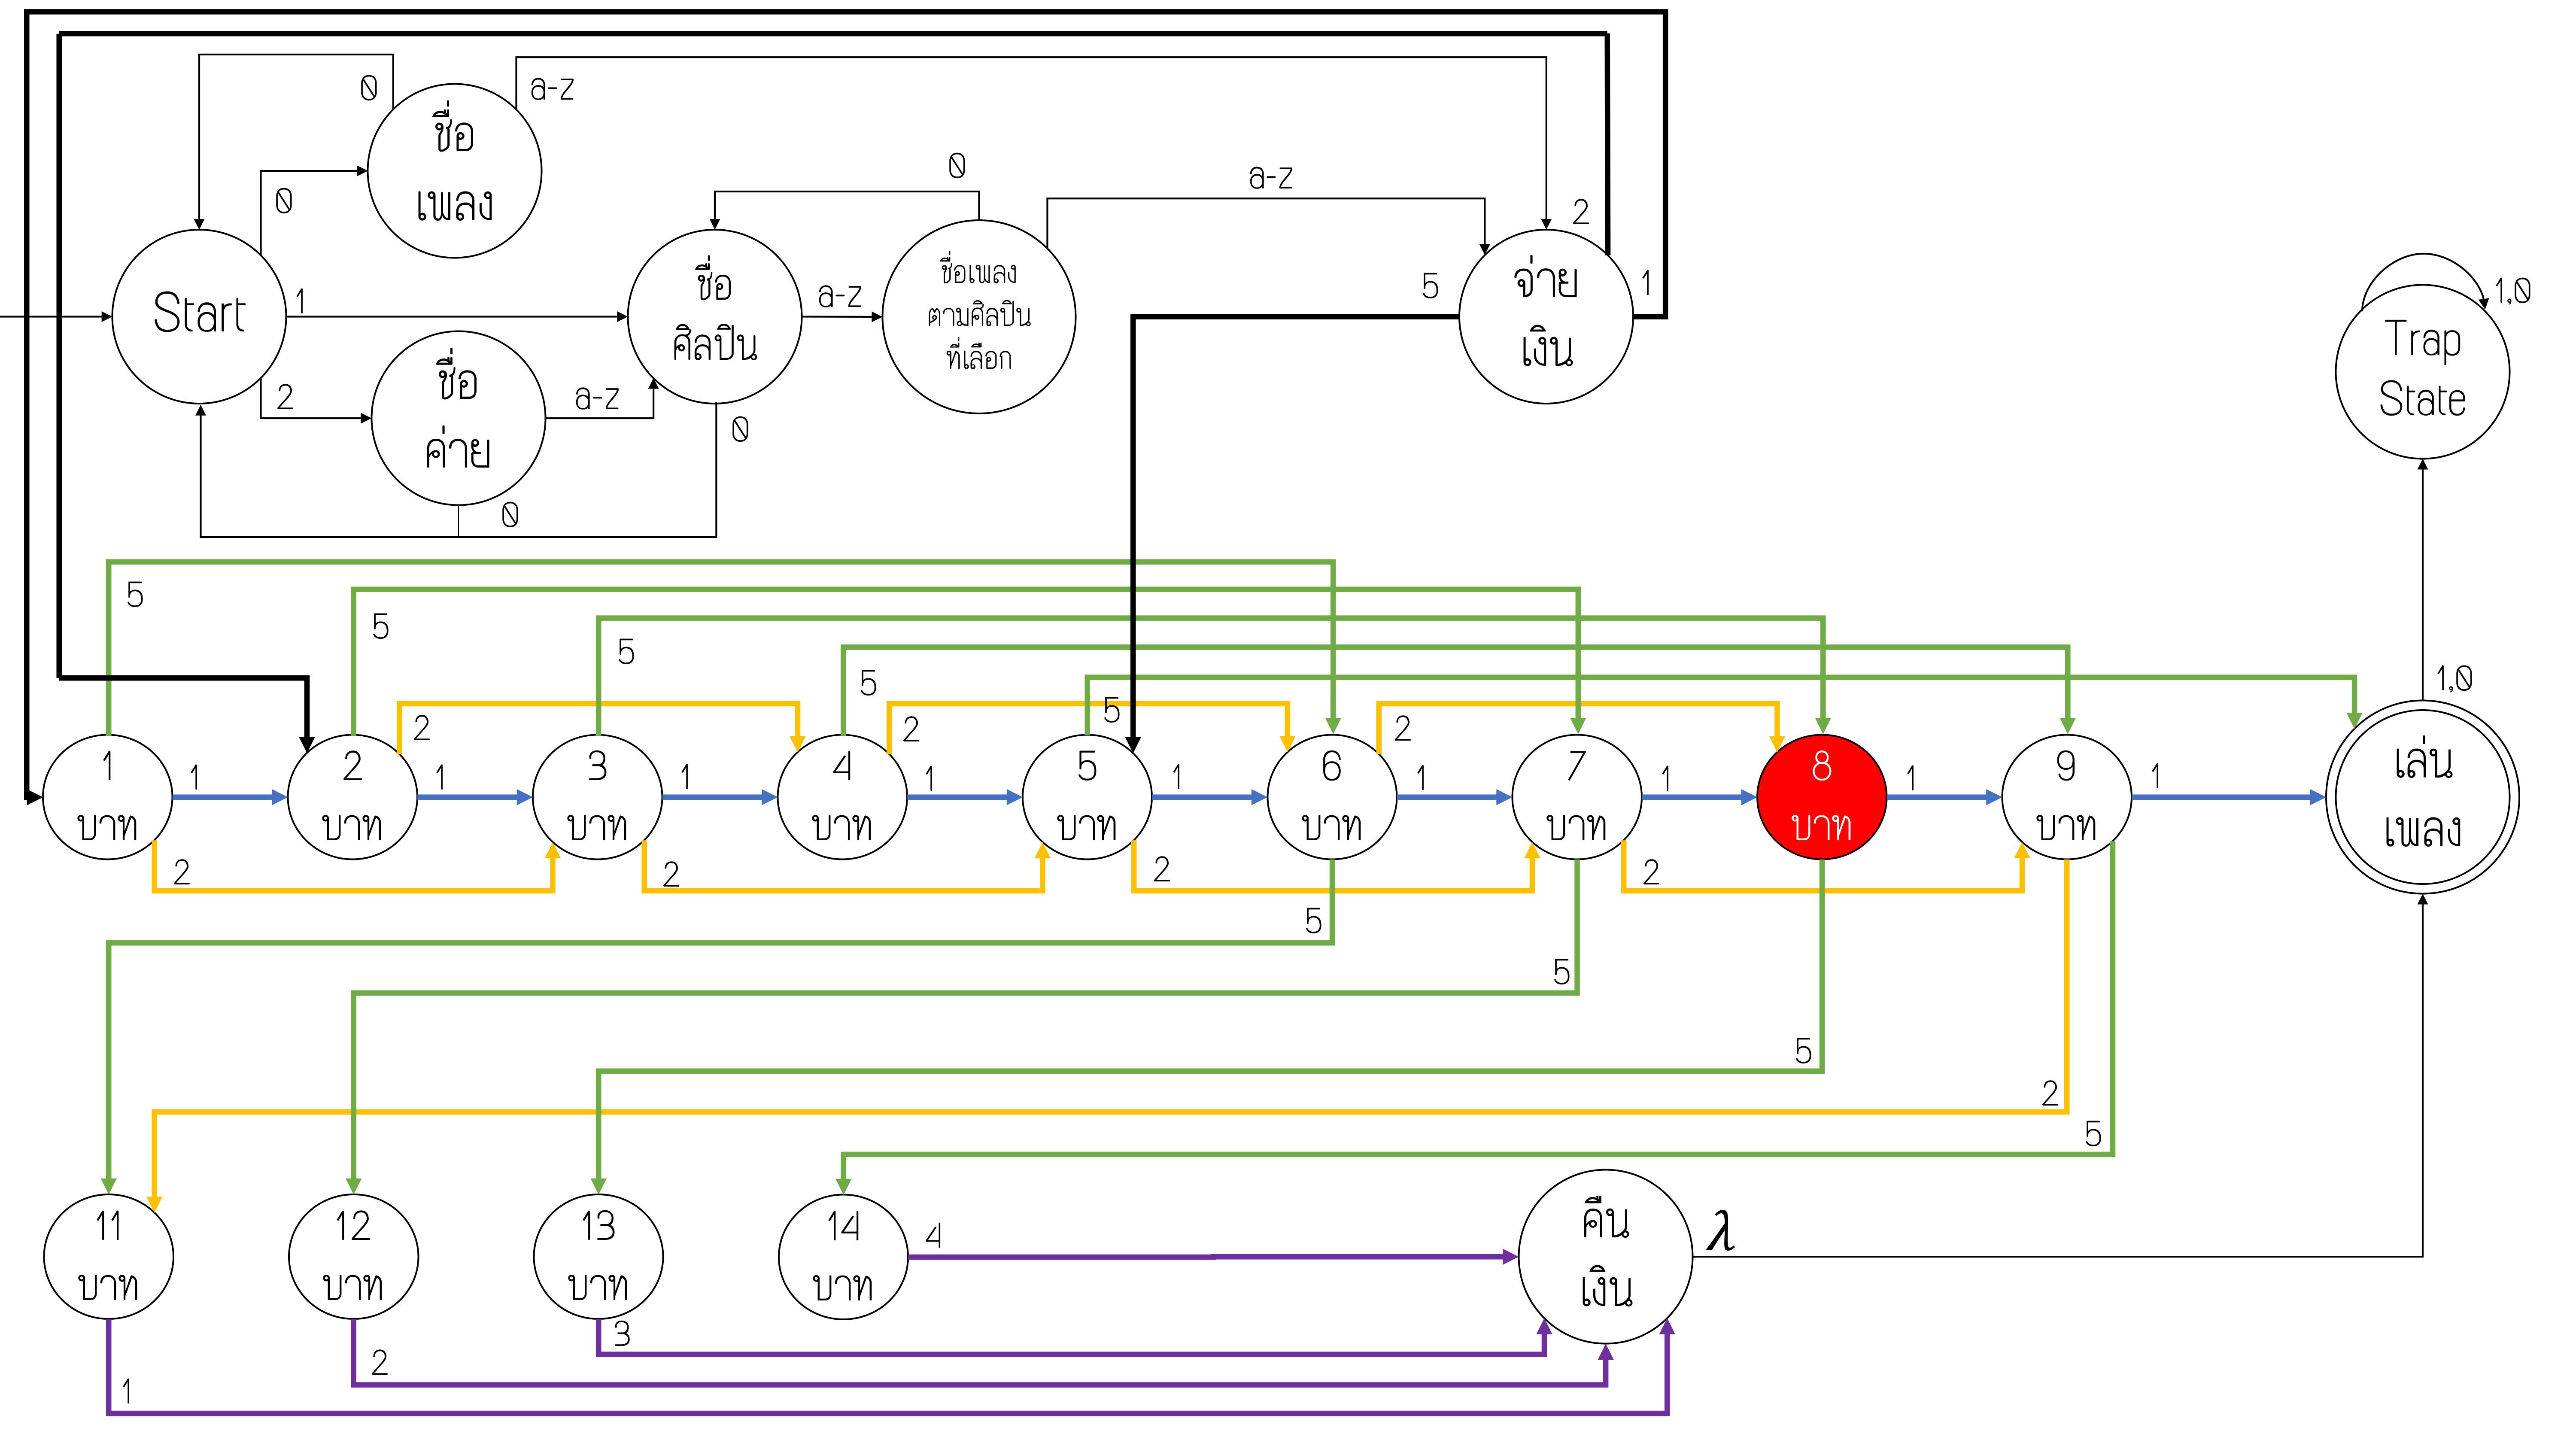 0
a-z
ชื่อ
เพลง
0
0
a-z
2
Start
1
ชื่อ
ศิลปิน
a-z
ชื่อเพลง
ตามศิลปิน
ที่เลือก
5
จ่าย
เงิน
1
1,0
Trap
State
2
ชื่อ
ค่าย
a-z
0
0
5
5
5
5
5
1,0
2
2
2
1
บาท
1
2
บาท
1
3
บาท
1
4
บาท
1
5
บาท
1
6
บาท
1
7
บาท
1
8
บาท
1
9
บาท
1
เล่น
เพลง
2
2
2
2
5
5
5
2
5
11
บาท
12
บาท
13
บาท
14
บาท
4
คืน
เงิน
λ
3
2
1